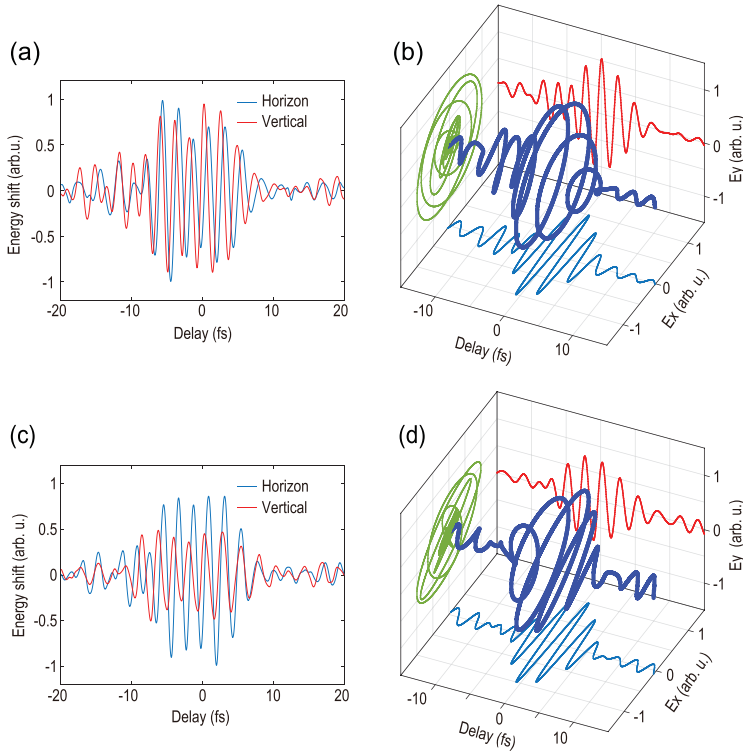 (a)
Energy shift (arb.u.)
1
0.5
0
-0.5
-1
Horizon
Vertical
-20
-10
0
10
20
Delay (fs)
(b)
1
0
-1
Ey (arb. u.)
1
0
-1
Ex (arb. u.)
-10
0
10
Delay (fs)
(c)
Energy shift (arb. u.)
1
0.5
0
-0.5
-1
Horizon
Vertical
-20
-10
0
10
20
Delay (fs)
(d)
1
0
-1
Ey (arb. u.)
1
0
-1
Ex (arb. u.)
-10
0
10
Delay (fs)